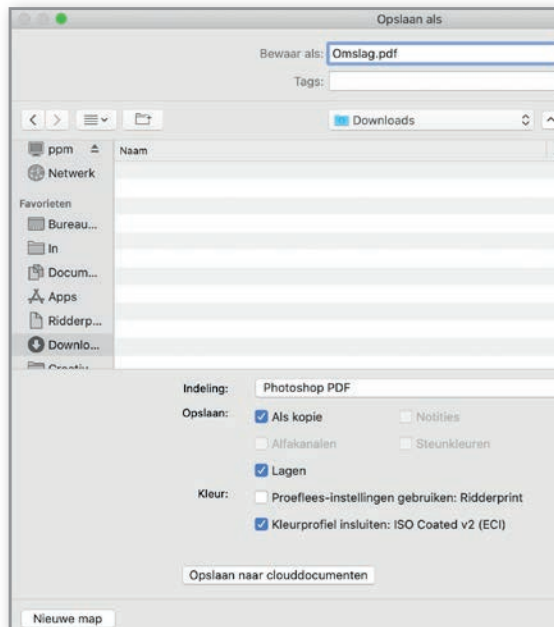 Opslaan als
Bewaar als: Omslag.pdf
Tags:
Downloads
ppm Naam
Netwerk
Favorieten
Bureau...
In
Docum...
Apps
Ridderp...
Downlo...
Creativ...
Indeling: Photoshop PDF
Opslaan: Als kopie Notities
Alfakanalen Steunkleuren
Lagen
Kleur: Proeflees-instellingen gebruiken: Ridderprint
Kleurprofiel insluiten: ISO Coated v2 (ECI)
Opslaan naar clouddocumenten
Nieuwe map